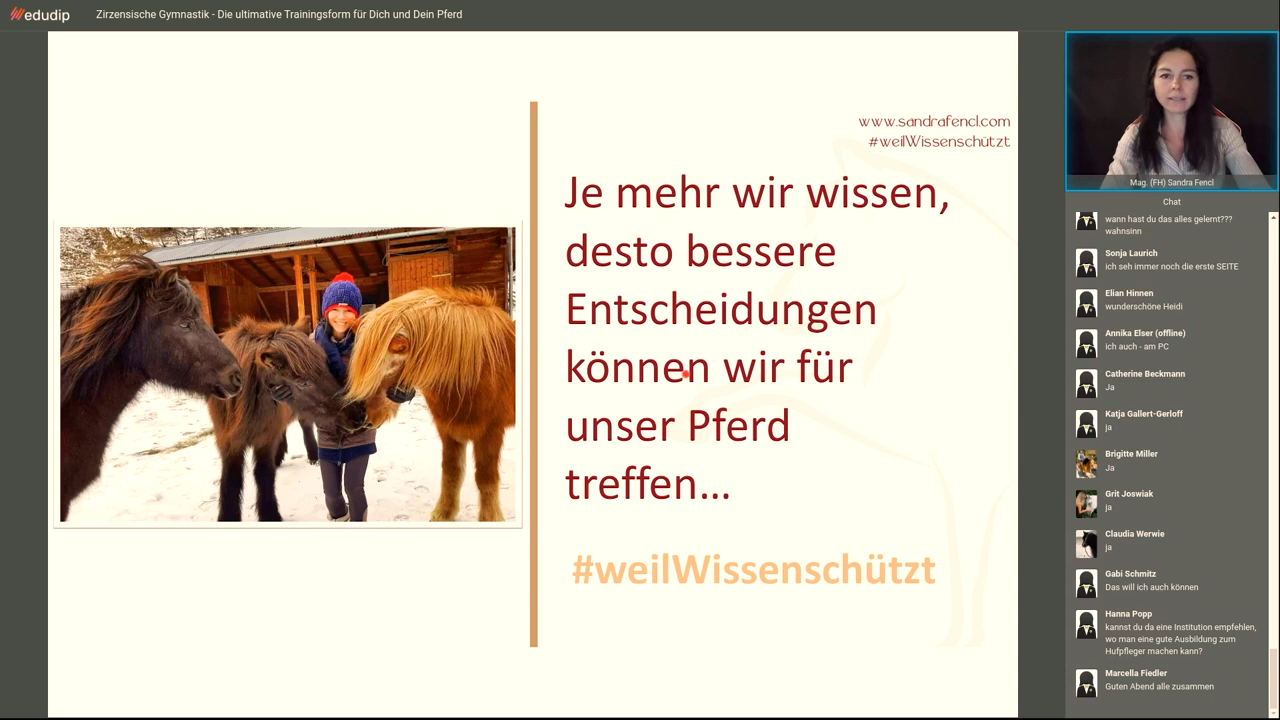 edudip
Zirzensische Gymnastik - Die ultimative Trainingsform für Dich und Dein Pferd
www.sandrafencl.com
#weilWissenschützt
Je mehr wir wissen,
desto bessere
Entscheidungen
können wir für
unser Pferd
treffen...
#weilWissenschützt
Mag. (FH) Sandra Fencl
Chat
wann hast du das alles gelernt???
wahnsinn
Sonja Laurich
ich seh immer noch die erste SEITE
Elian Hinnen
wunderschöne Heidi
Annika Elser (offline)
ich auch - am PC
Catherine Beckmann
Ja
Katja Gallert-Gerloff
ja
Brigitte Miller
Ja
Grit Joswiak
ja
Claudia Werwie
ja
Gabi Schmitz
Das will ich auch können
Hanna Popp
kannst du da eine Institution empfehlen,
wo man eine gute Ausbildung zum
Hufpfleger machen kann?
Marcella Fiedler
Guten Abend alle zusammen